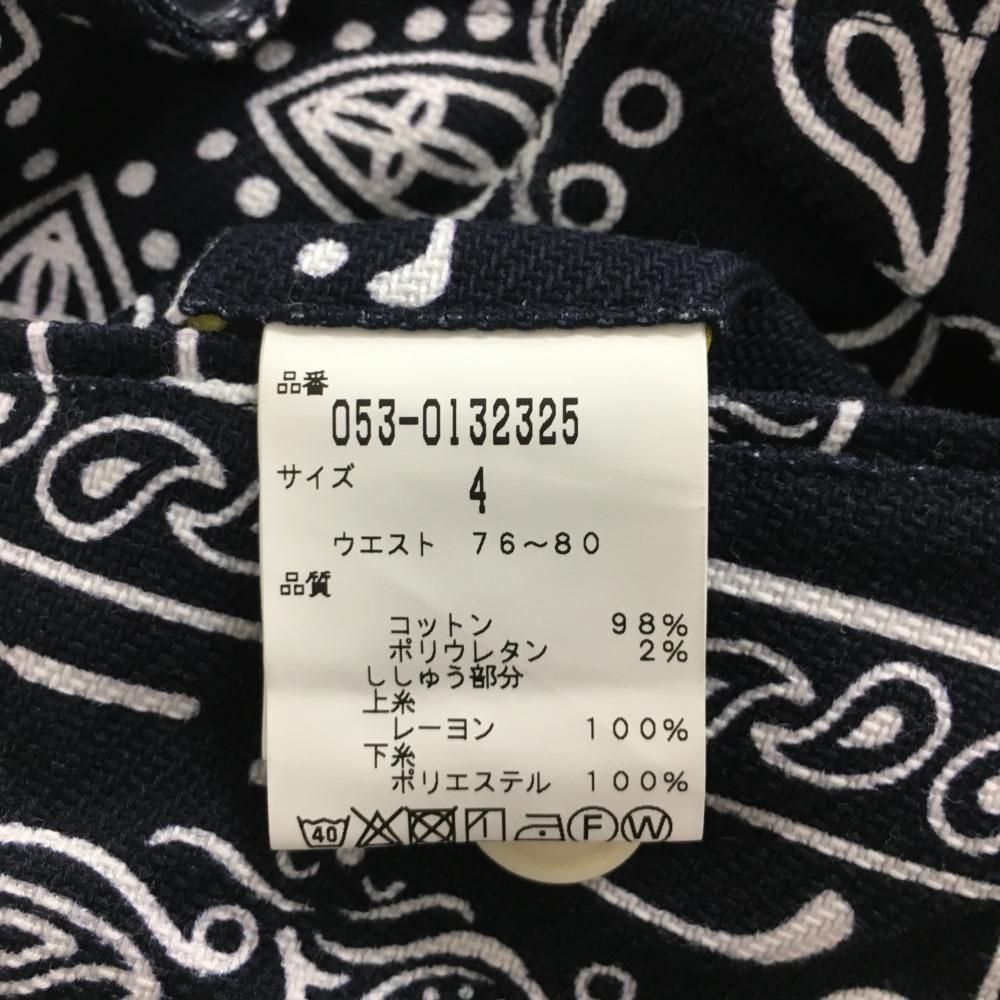 品番
053-0132325
サイズ
4
ウエスト 76～80
品質
コットン 98%
ポリウレタン 2%
ししゅう部分
上糸
レーヨン 100%
下糸
ポリエステル 100%
40 F W